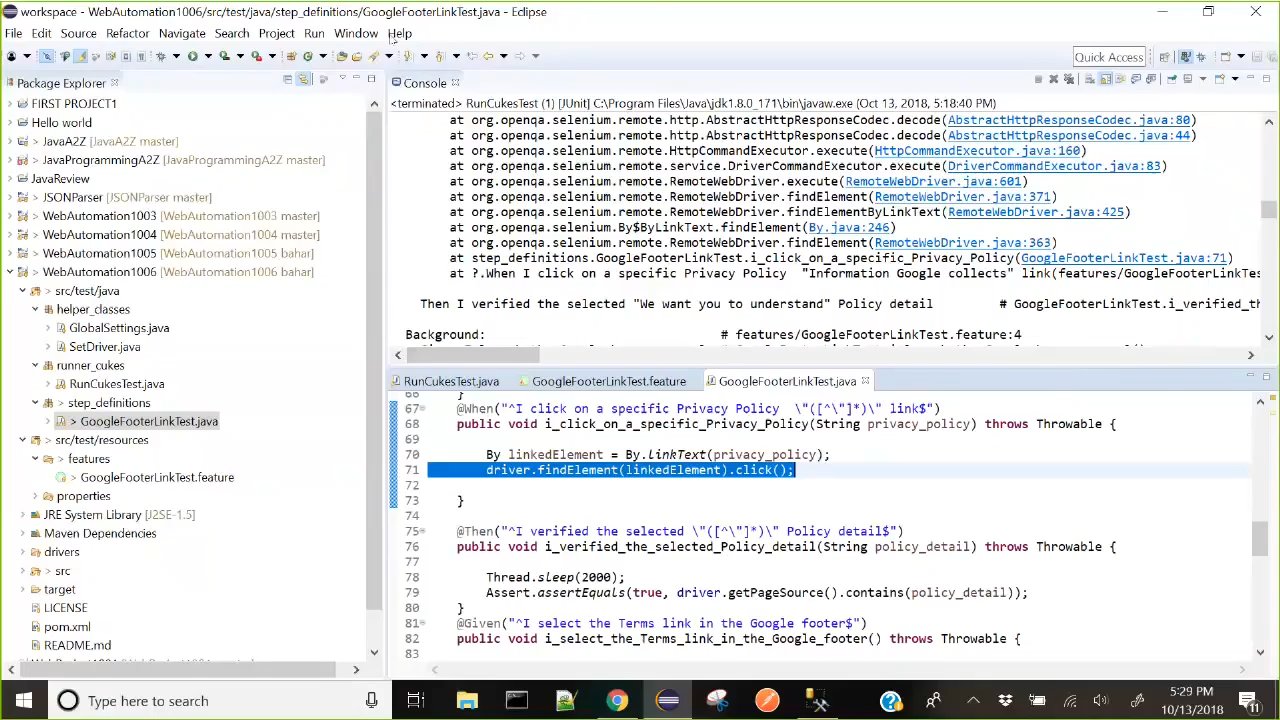 workspace - WebAutomation1006/src/test/java/step_definitions/GoogleFooterLinkTest.java - Eclipse
File Edit Source Refactor Navigate Search Project Run Window Help
Quick Access
Package Explorer
FIRST PROJECT1
Hello world
> JavaA2Z [JavaA2Z master]
> JavaProgrammingA2Z [JavaProgrammingA2Z master]
JavaReview
JSONParser [JSONParser master]
> WebAutomation1003 [WebAutomation1003 master]
> WebAutomation1004 [WebAutomation1004 master]
> WebAutomation1005 [WebAutomation1005 bahar]
> WebAutomation1006 [WebAutomation1006 bahar]
> src/test/java
helper_classes
GlobalSettings.java
SetDriver.java
runner_cukes
RunCukesTest.java
> step_definitions
> GoogleFooterLinkTest.java
> src/test/resources
> features
GoogleFooterLinkTest.feature
properties
JRE System Library [J2SE-1.5]
Maven Dependencies
drivers
> src
target
LICENSE
pom.xml
README.md
Console
<terminated> RunCukesTest (1) [JUnit] C:\Program Files\Java\jdk1.8.0_171\bin\javaw.exe (Oct 13, 2018, 5:18:40 PM)
at org.openqa.selenium.remote.http.AbstractHttpResponseCodec.decode(AbstractHttpResponseCodec.java:80)
at org.openqa.selenium.remote.http.AbstractHttpResponseCodec.decode(AbstractHttpResponseCodec.java:44)
at org.openqa.selenium.remote.HttpCommandExecutor.execute(HttpCommandExecutor.java:160)
at org.openqa.selenium.remote.service.DriverCommandExecutor.execute(DriverCommandExecutor.java:83)
at org.openqa.selenium.remote.RemoteWebDriver.execute(RemoteWebDriver.java:601)
at org.openqa.selenium.remote.RemoteWebDriver.findElement(RemoteWebDriver.java:371)
at org.openqa.selenium.remote.RemoteWebDriver.findElementByLinkText(RemoteWebDriver.java:425)
at org.openqa.selenium.By$ByLinkText.findElement(By.java:246)
at org.openqa.selenium.remote.RemoteWebDriver.findElement(RemoteWebDriver.java:363)
at step_definitions.GoogleFooterLinkTest.i_click_on_a_specific_Privacy_Policy(GoogleFooterLinkTest.java:71)
at ?.When I click on a specific Privacy Policy  "Information Google collects" link(features/GoogleFooterLinkTes
Then I verified the selected "We want you to understand" Policy detail # GoogleFooterLinkTest.i_verified_th
Background: # features/GoogleFooterLinkTest.feature:4
RunCukesTest.java GoogleFooterLinkTest.feature GoogleFooterLinkTest.java
66 }
67 @When("^I click on a specific Privacy Policy  \"([^\"]*)\" link$")
68 public void i_click_on_a_specific_Privacy_Policy(String privacy_policy) throws Throwable {
69
70 By linkedElement = By.linkText(privacy_policy);
71 driver.findElement(linkedElement).click();
72
73 }
74
75 @Then("^I verified the selected \"([^\"]*)\" Policy detail$")
76 public void i_verified_the_selected_Policy_detail(String policy_detail) throws Throwable {
77
78 Thread.sleep(2000);
79 Assert.assertEquals(true, driver.getPageSource().contains(policy_detail));
80 }
81 @Given("^I select the Terms link in the Google footer$")
82 public void i_select_the_Terms_link_in_the_Google_footer() throws Throwable {
83
Type here to search
5:29 PM
10/13/2018
11